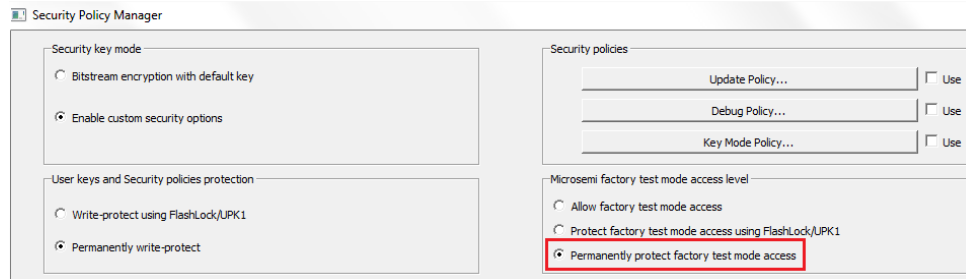 Security Policy Manager
Security key mode
Bitstream encryption with default key
Enable custom security options
Security policies
Update Policy...
Use
Debug Policy...
Use
Key Mode Policy...
Use
User keys and Security policies protection
Write-protect using FlashLock/UPK1
Permanently write-protect
Microsemi factory test mode access level
Allow factory test mode access
Protect factory test mode access using FlashLock/UPK1
Permanently protect factory test mode access